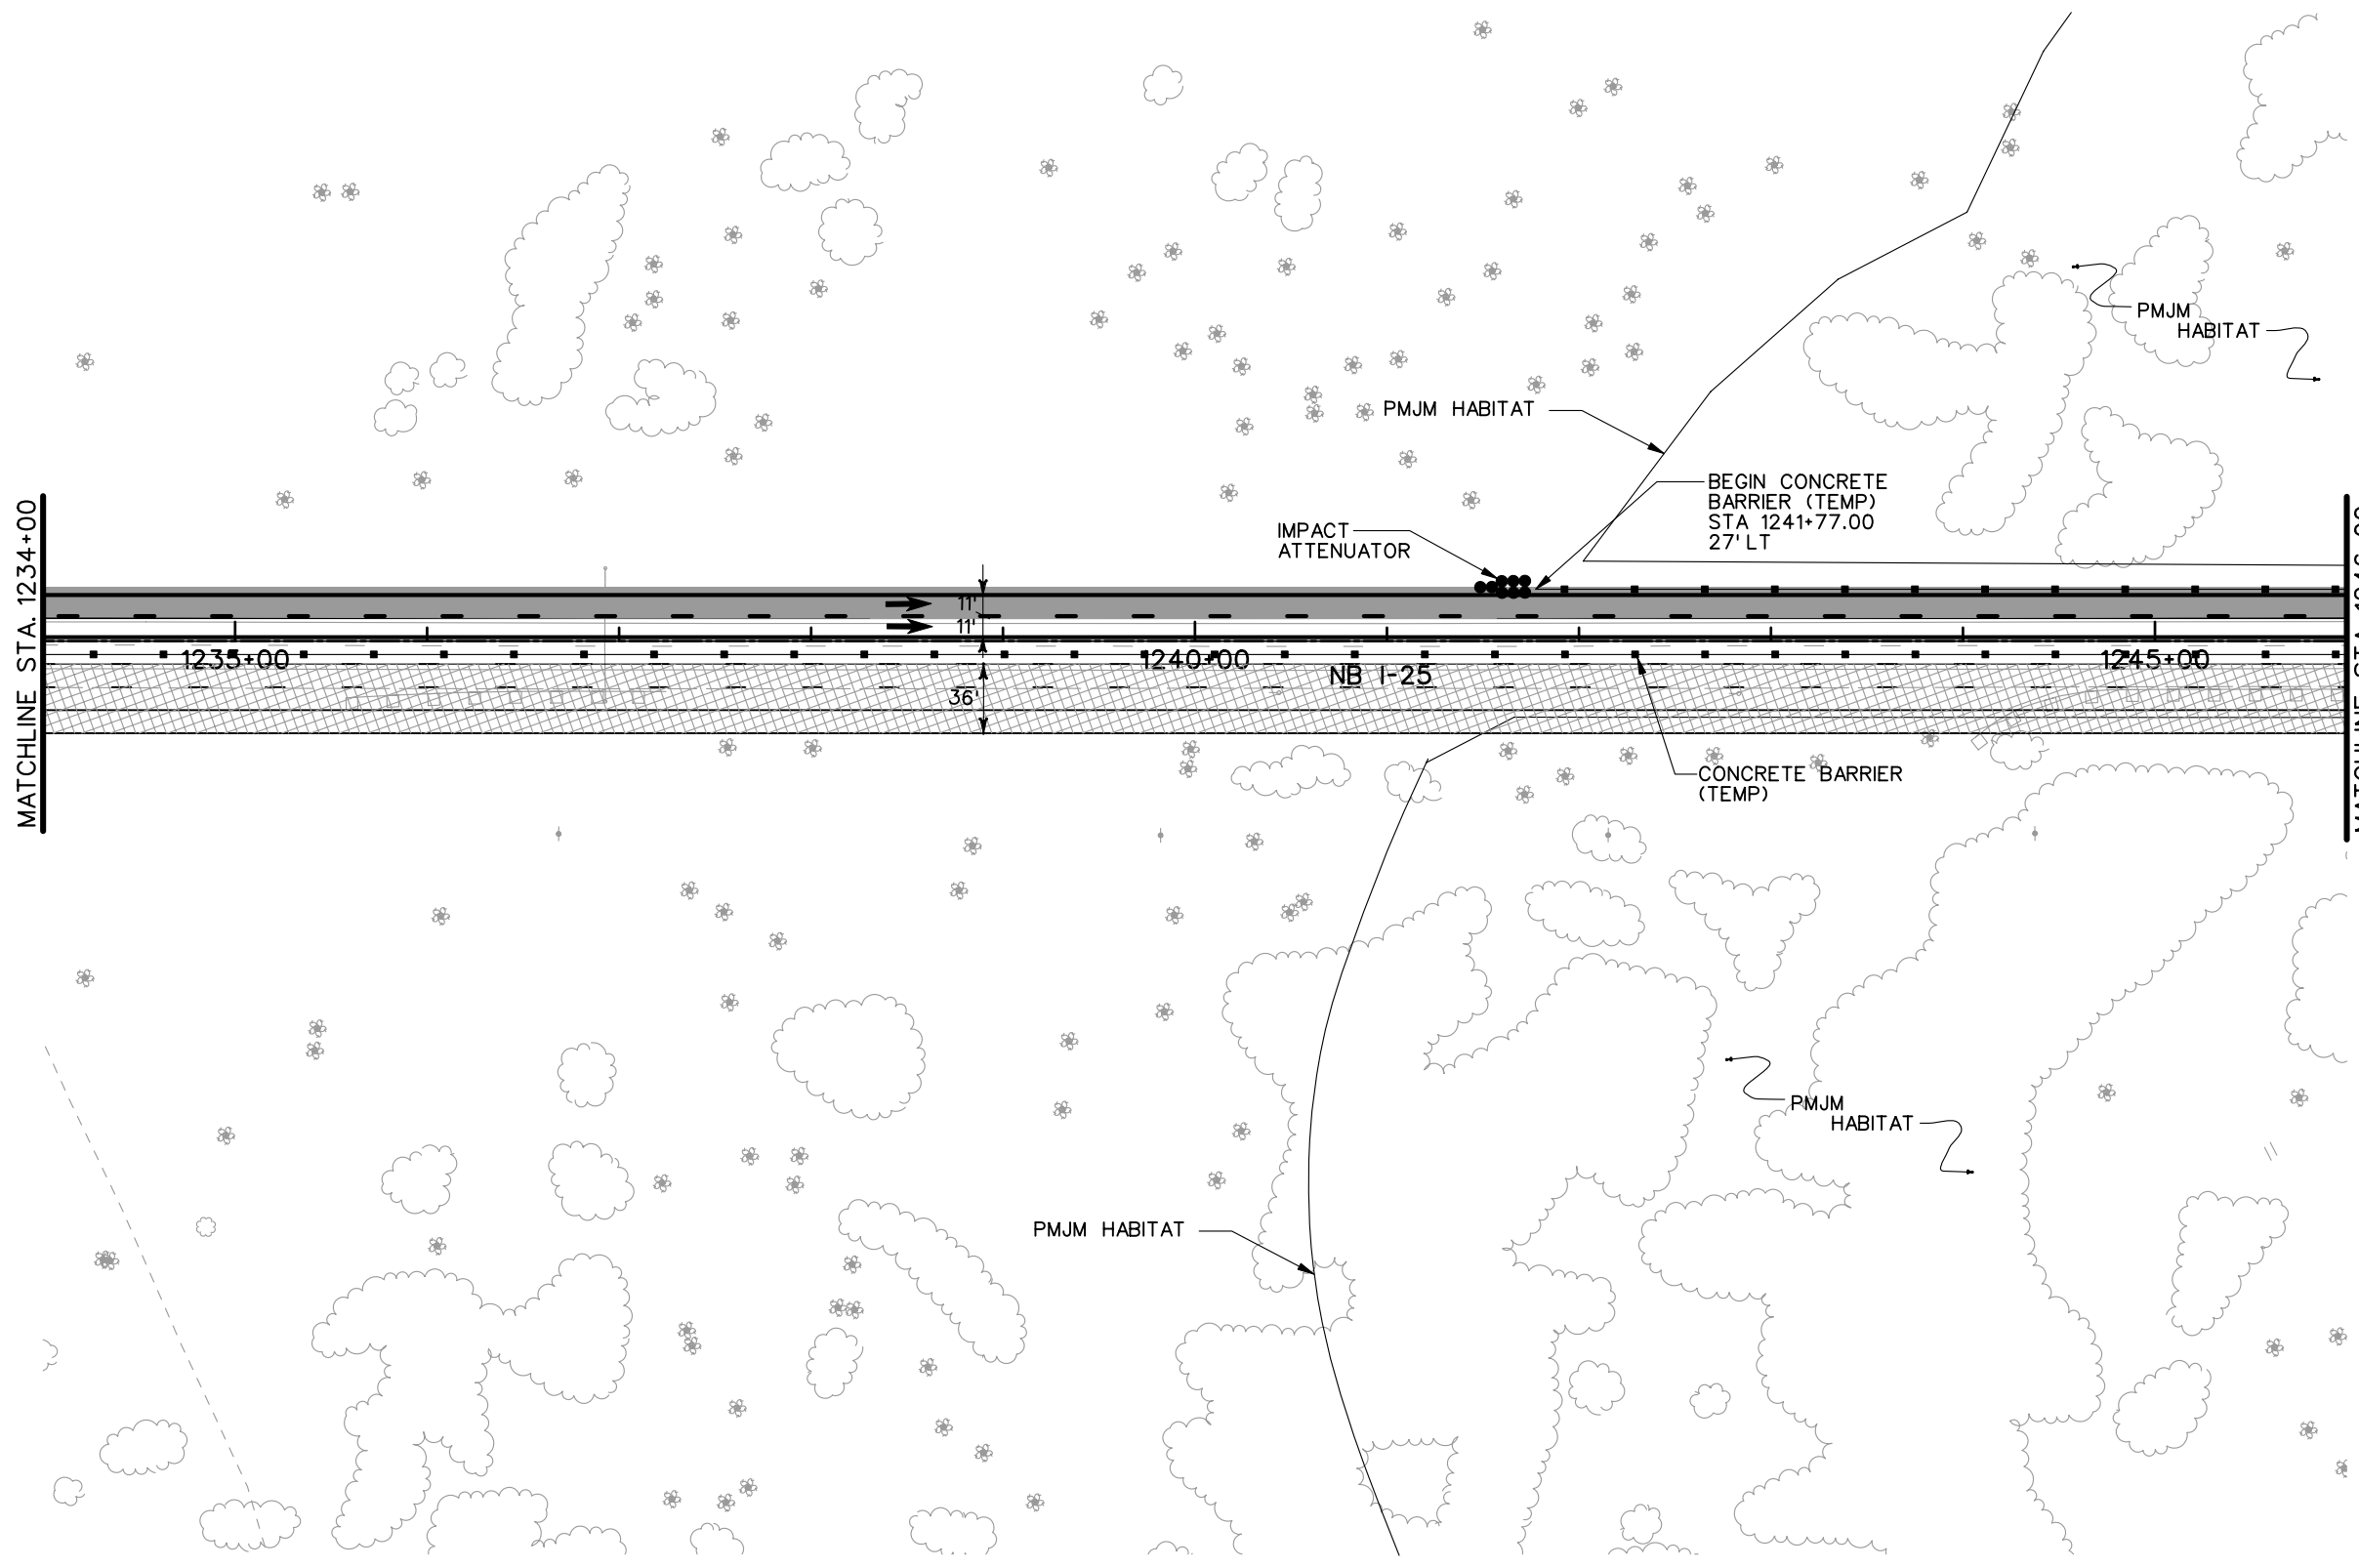 PMJM
HABITAT
PMJM HABITAT
BEGIN CONCRETE
BARRIER (TEMP)
STA 1241+77.00
27' LT
IMPACT
ATTENUATOR
MATCHLINE STA. 1234+00
11'
11'
1235+00
1240+00
1245+00
NB I-25
36'
CONCRETE BARRIER
(TEMP)
PMJM
HABITAT
PMJM HABITAT